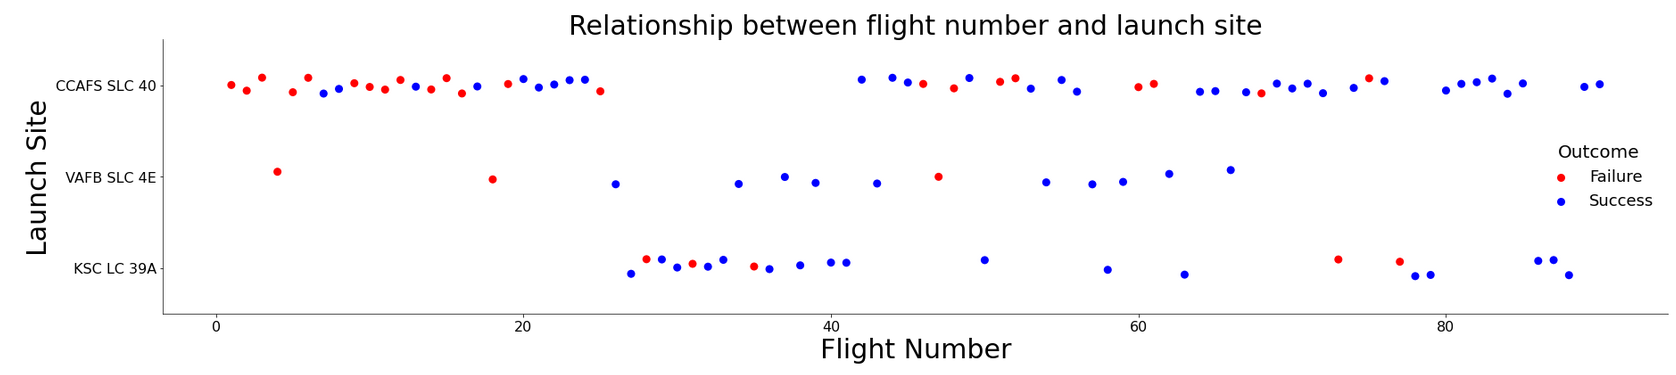 Relationship between flight number and launch site
Launch Site
CCAFS SLC 40
VAFB SLC 4E
KSC LC 39A
Outcome
Failure
Success
0 20 40 60 80
Flight Number